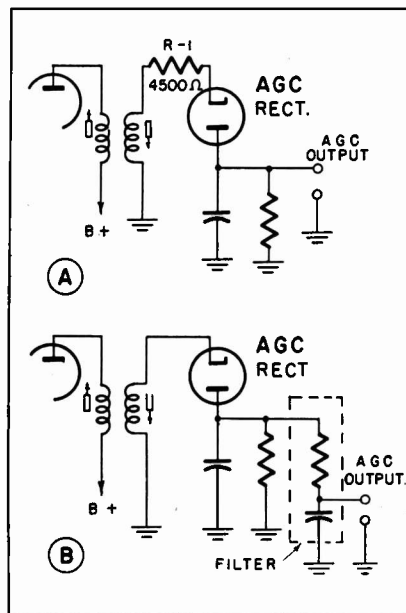 R-1
4500Ω
AGC
RECT.
AGC
OUTPUT
B+
A
AGC
RECT
AGC
OUTPUT.
B+
FILTER
B